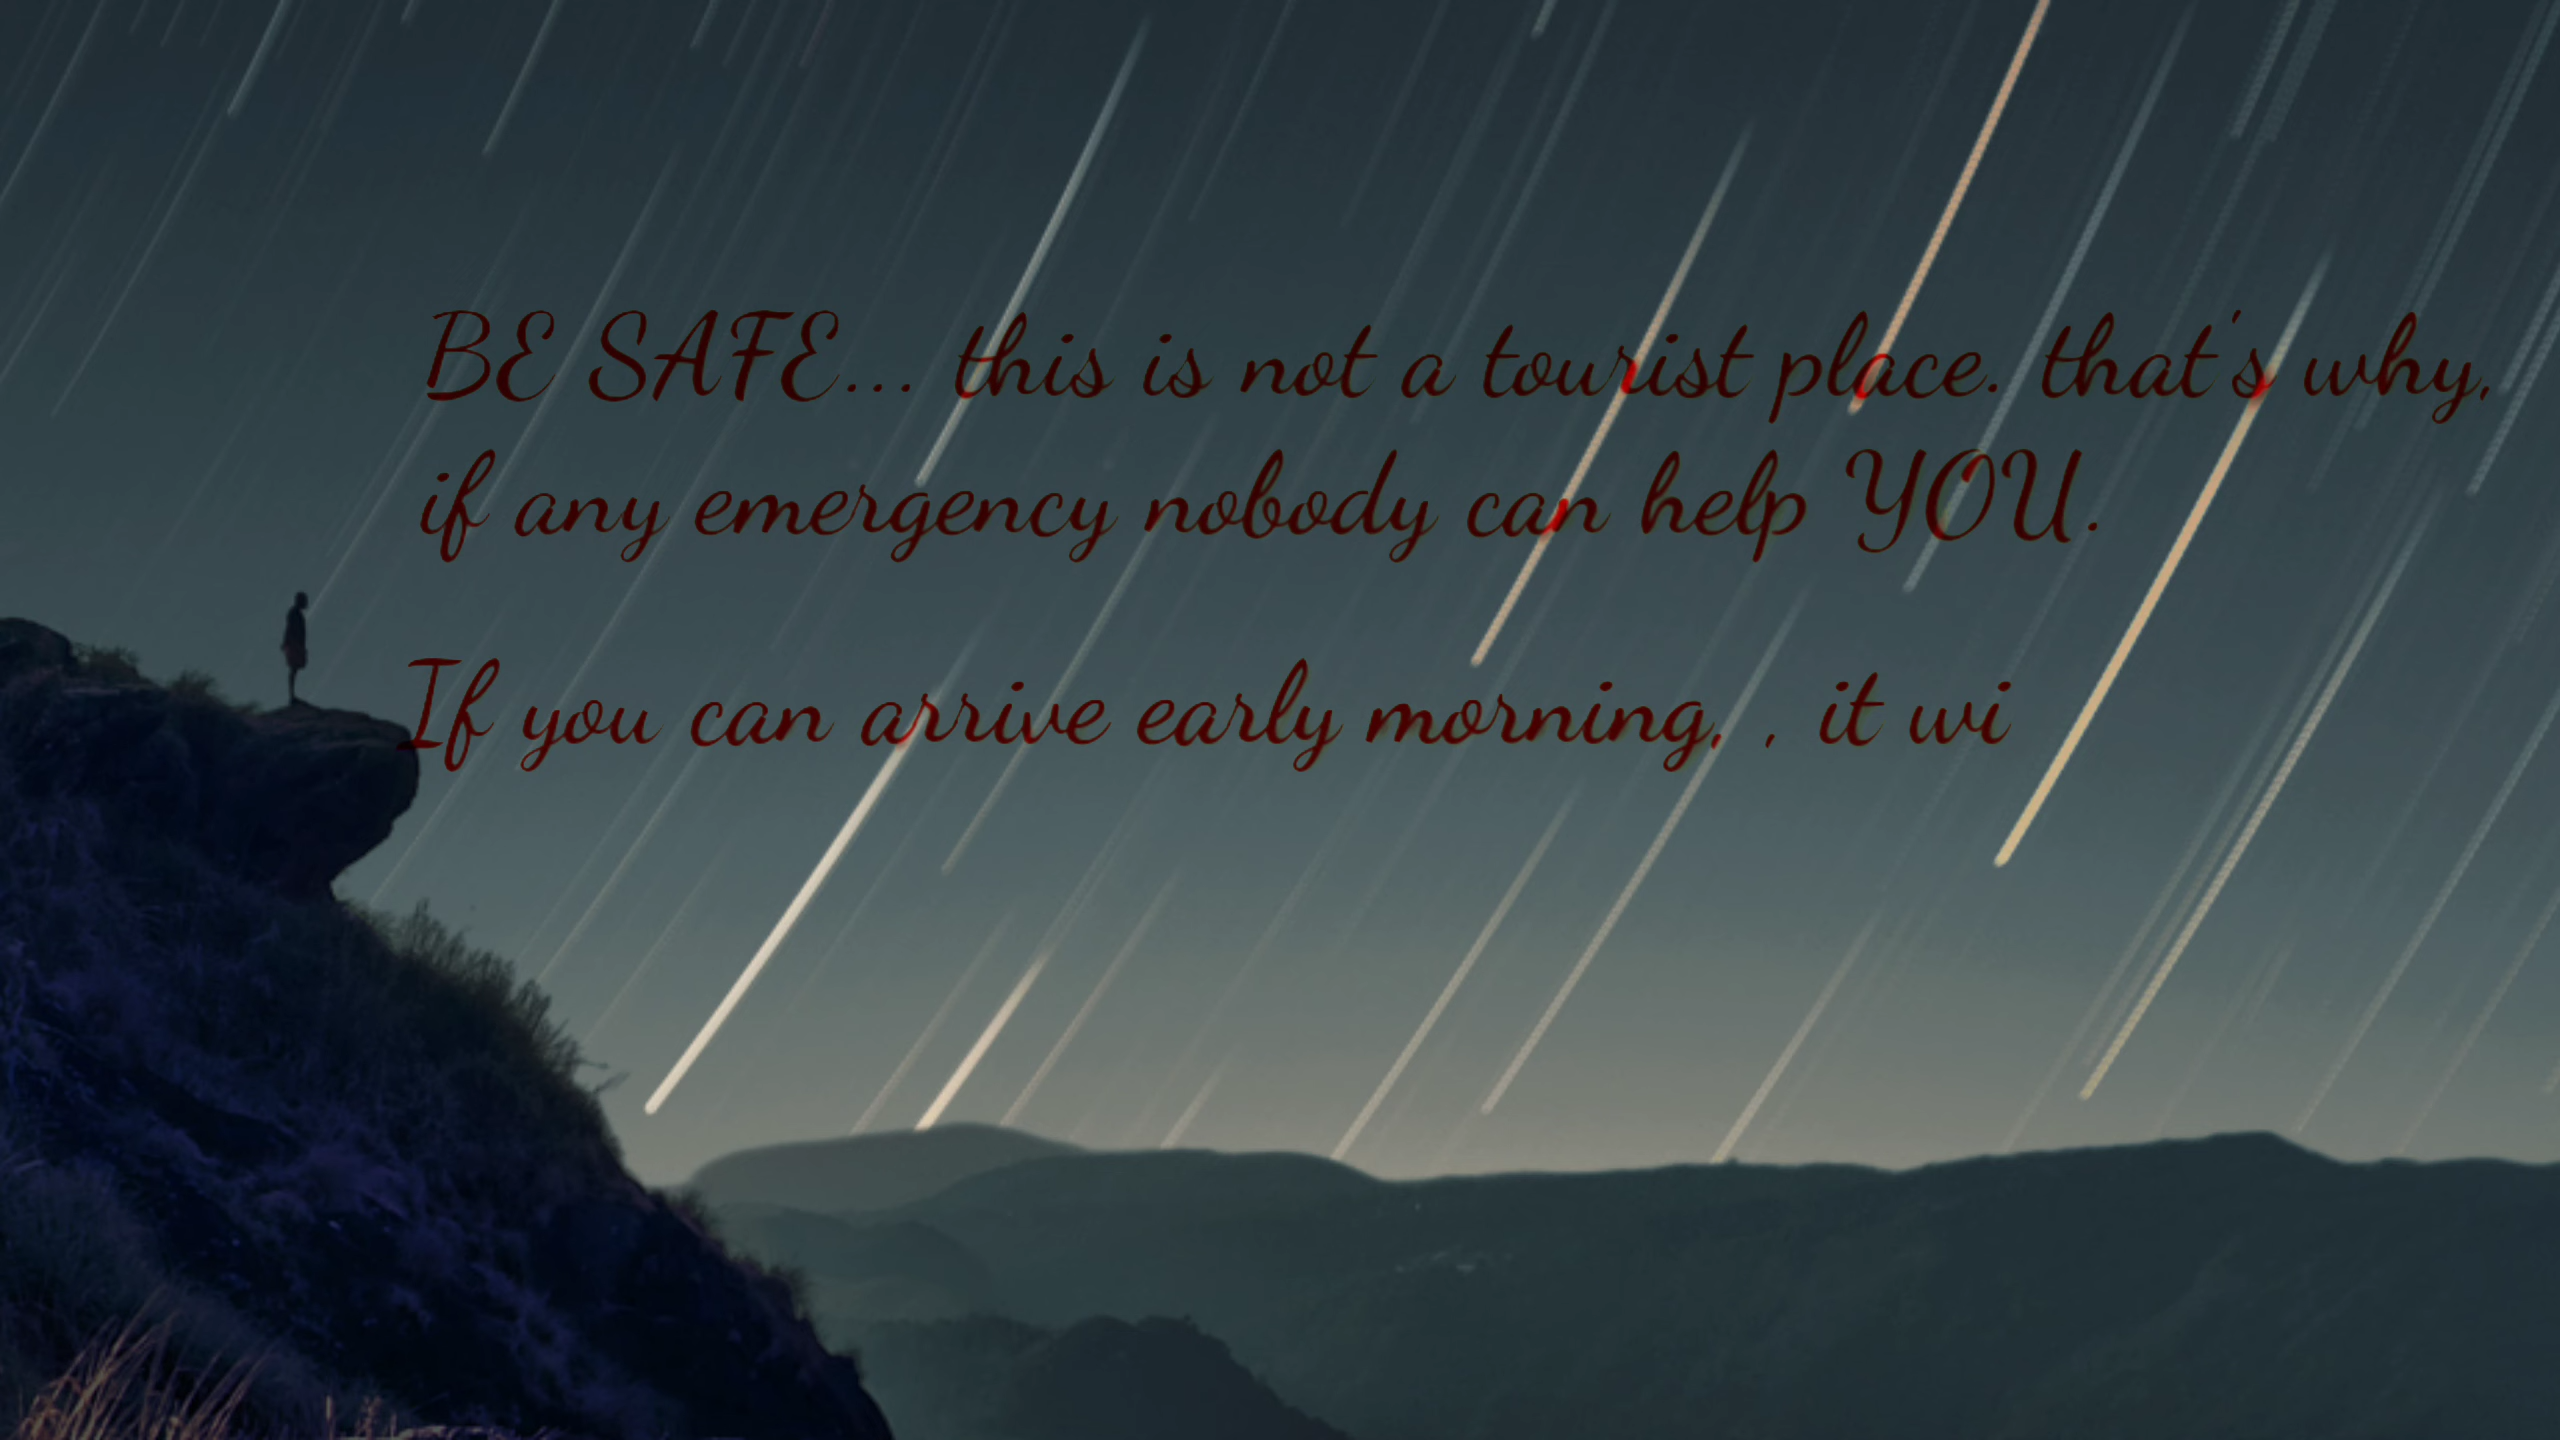 BE SAFE... this is not a tourist place. that's why,
if any emergency nobody can help YOU.
If you can arrive early morning, , it wi